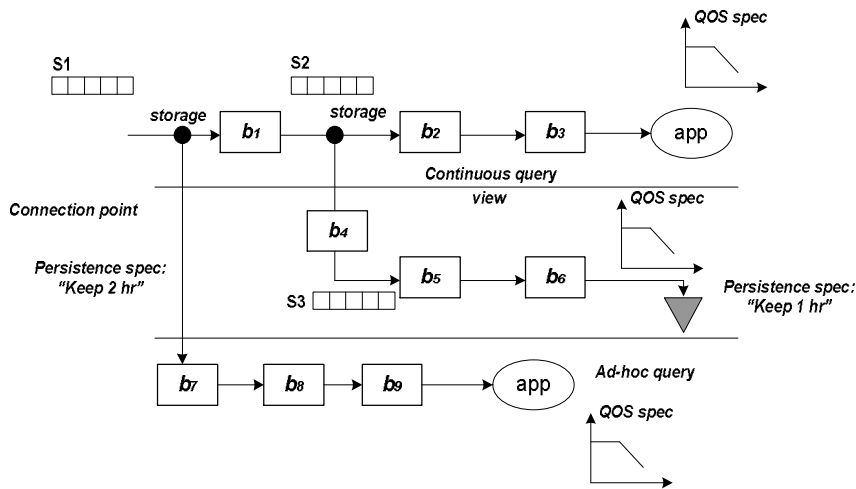 QOS spec
S1
S2
storage
storage
b1
b2
b3
app
Continuous query
view
QOS spec
Connection point
b4
Persistence spec:
“Keep 2 hr”
b5
b6
Persistence spec:
“Keep 1 hr”
S3
b7
b8
b9
app
Ad-hoc query
QOS spec